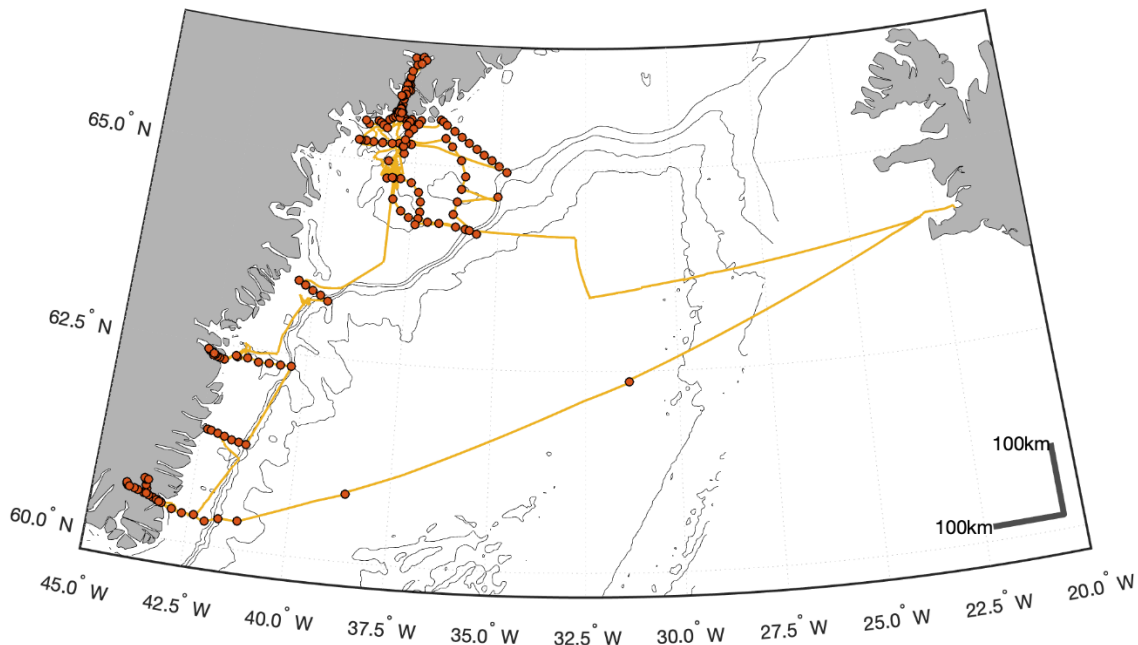 65.0° N
62.5° N
60.0° N
45.0° W
42.5° W
40.0° W
37.5° W
35.0° W
32.5° W
30.0° W
27.5° W
25.0° W
22.5° W
20.0° W
100km
100km